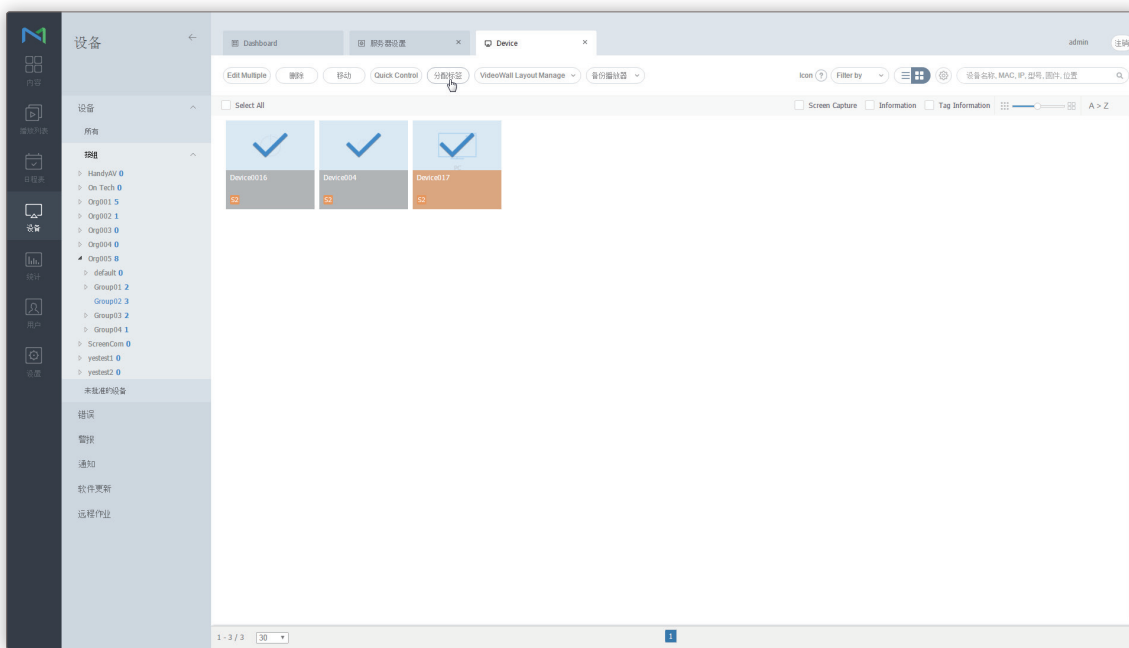 设备
←
Dashboard
服务器设置 ×
Device ×
admin
注销
Edit Multiple
删除
移动
Quick Control
分配标签
VideoWall Layout Manage
备份播放器
Icon ?
Filter by
设备名称, MAC, IP, 型号, 固件, 位置
Select All
Screen Capture
Information
Tag Information
A > Z
内容
播放列表
日程表
设备
统计
用户
设置
设备
所有
按组
HandyAV 0
On Tech 0
Org001 5
Org002 1
Org003 0
Org004 0
Org005 8
default 0
Group01 2
Group02 3
Group03 2
Group04 1
ScreenCom 0
yestest1 0
yestest2 0
未批准的设备
错误
警报
通知
软件更新
远程作业
Device0016
S2
Device004
S2
Device017
S2
1 - 3 / 3
30
1